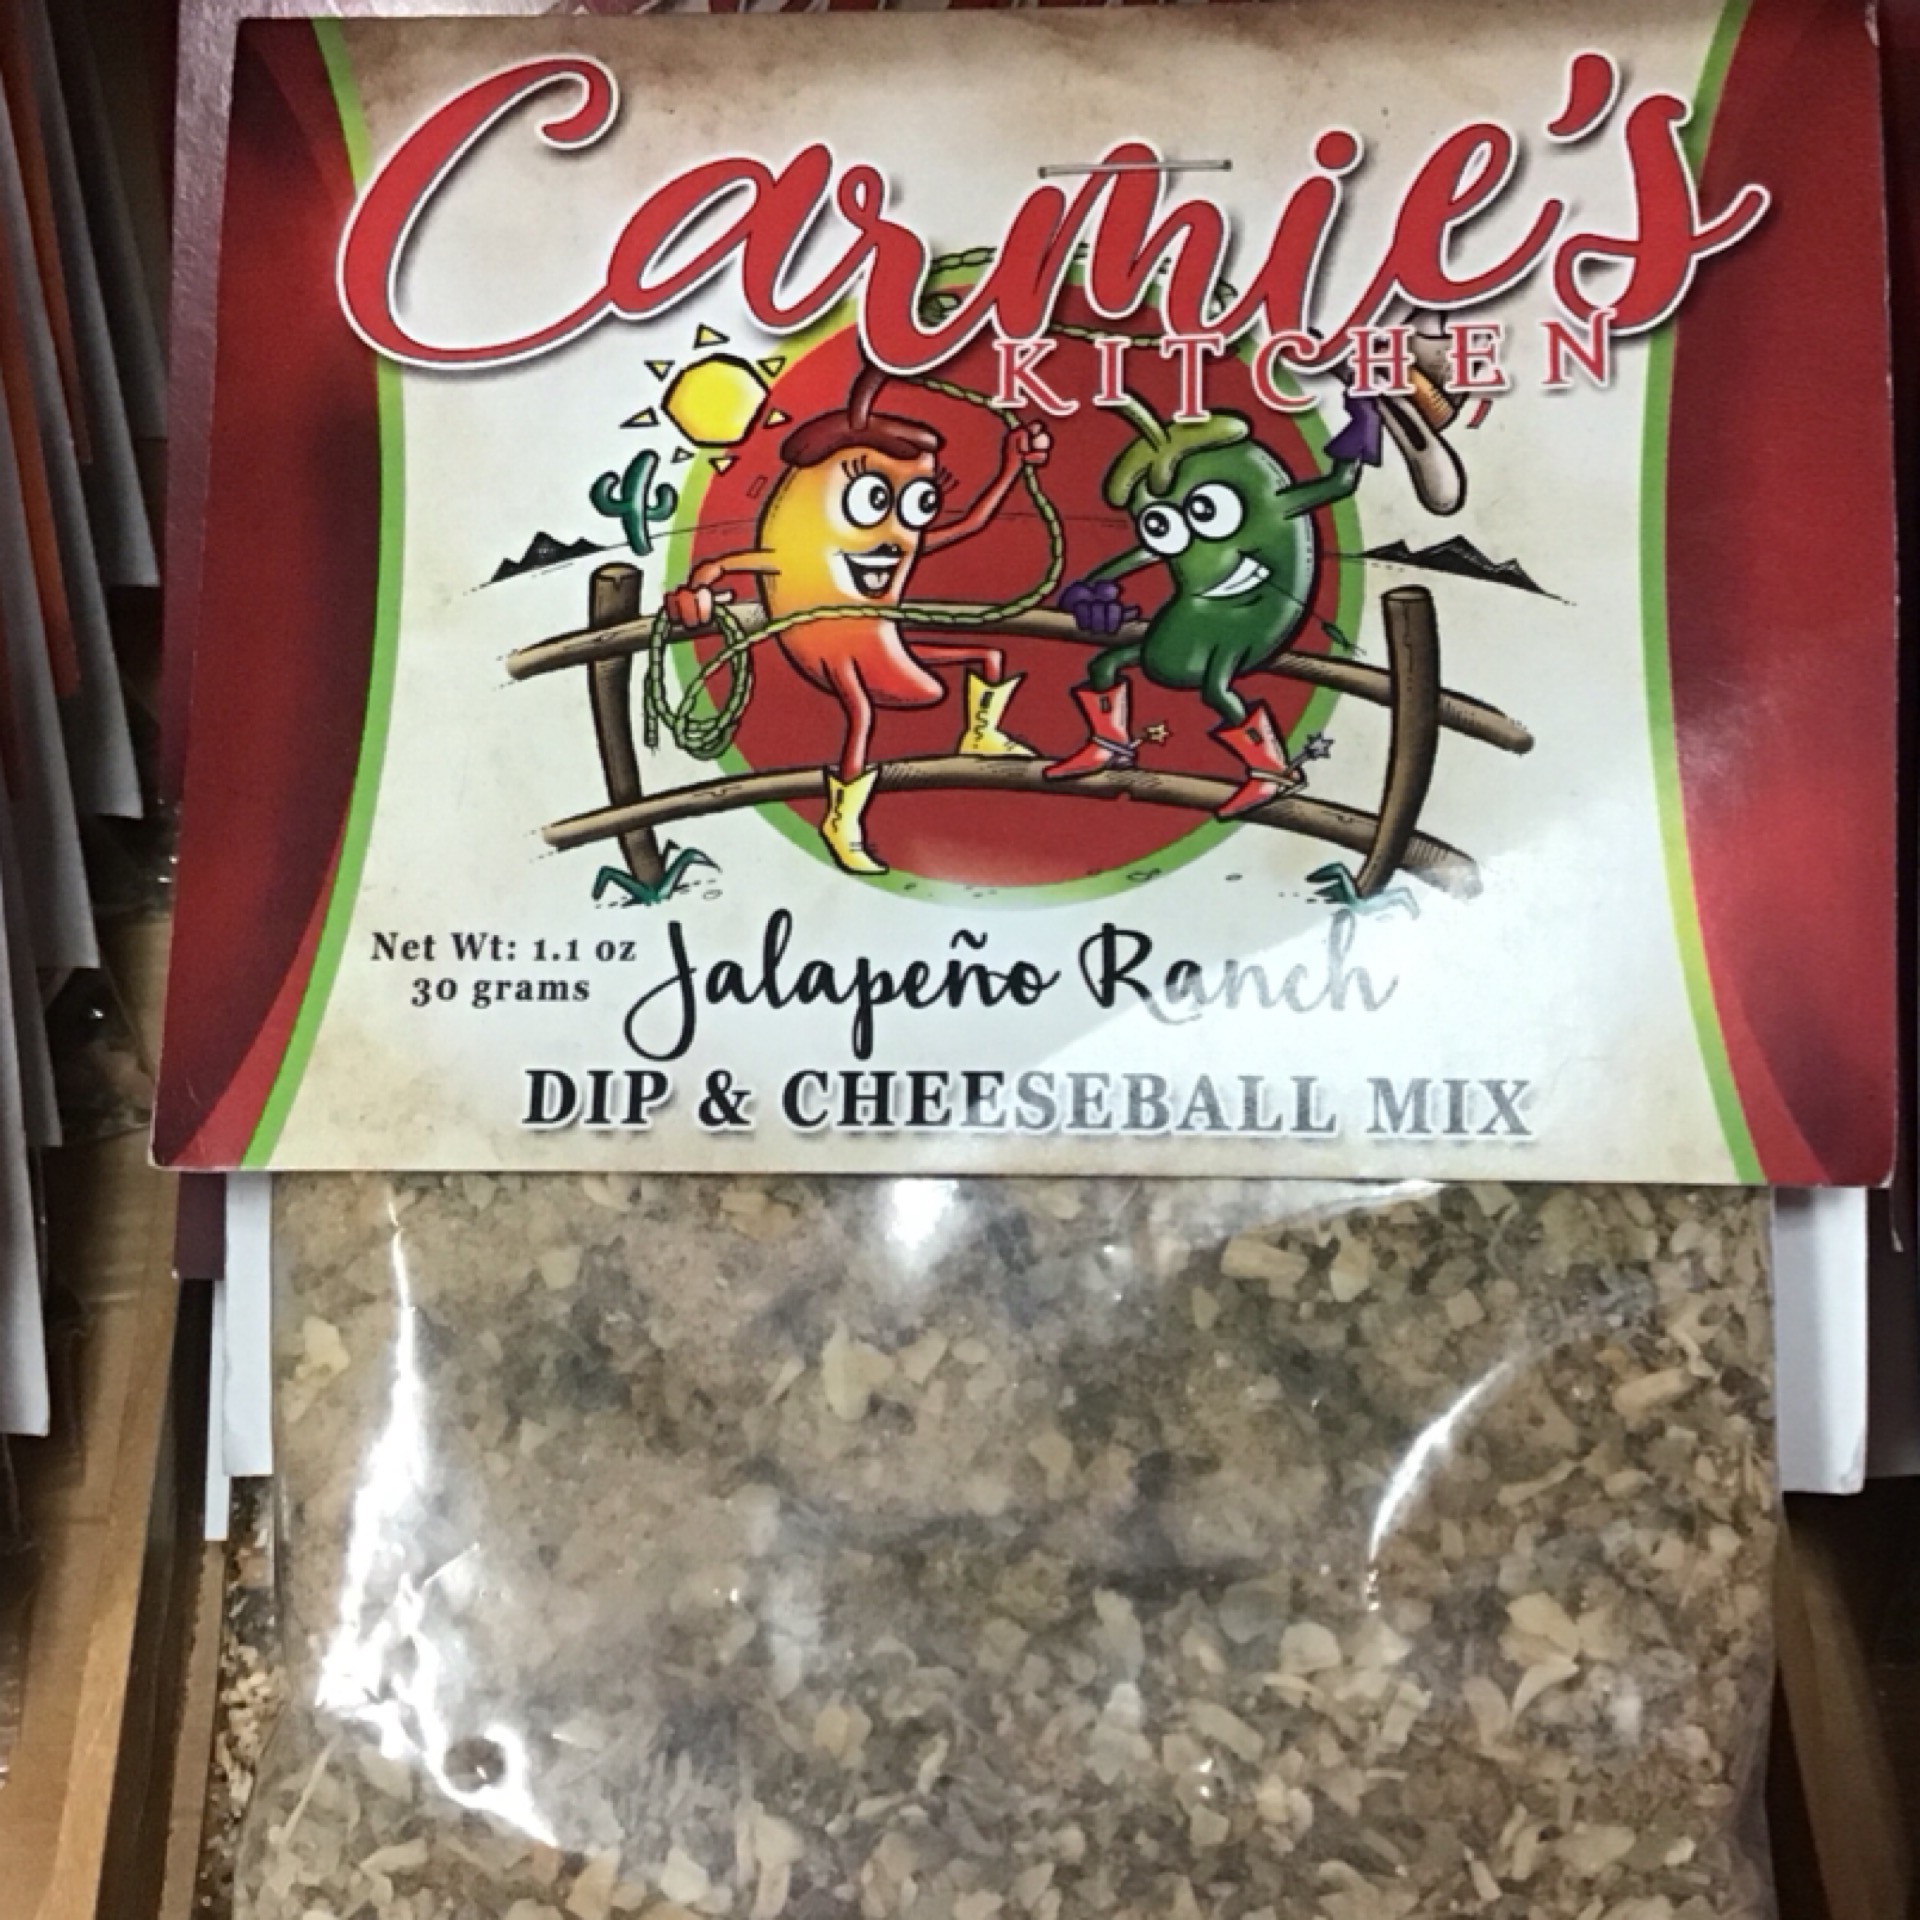 Carmie's
KITCHEN
Net Wt: 1.1 oz
30 grams
Jalapeño Ranch
DIP & CHEESEBALL MIX